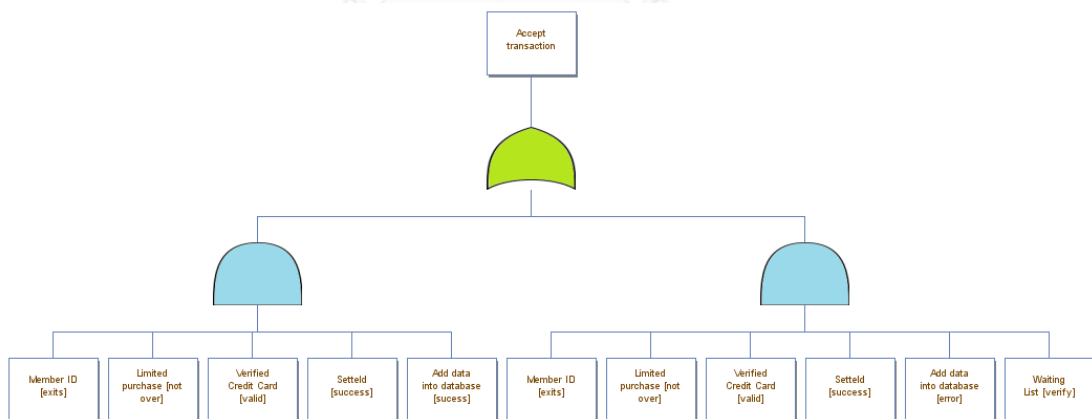 Accept
transaction
Member ID
[exits]
Limited
purchase [not
over]
Verified
Credit Card
[valid]
Setteld
[success]
Add data
into database
[sucess]
Member ID
[exits]
Limited
purchase [not
over]
Verified
Credit Card
[valid]
Setteld
[success]
Add data
into database
[error]
Waiting
List [verify]